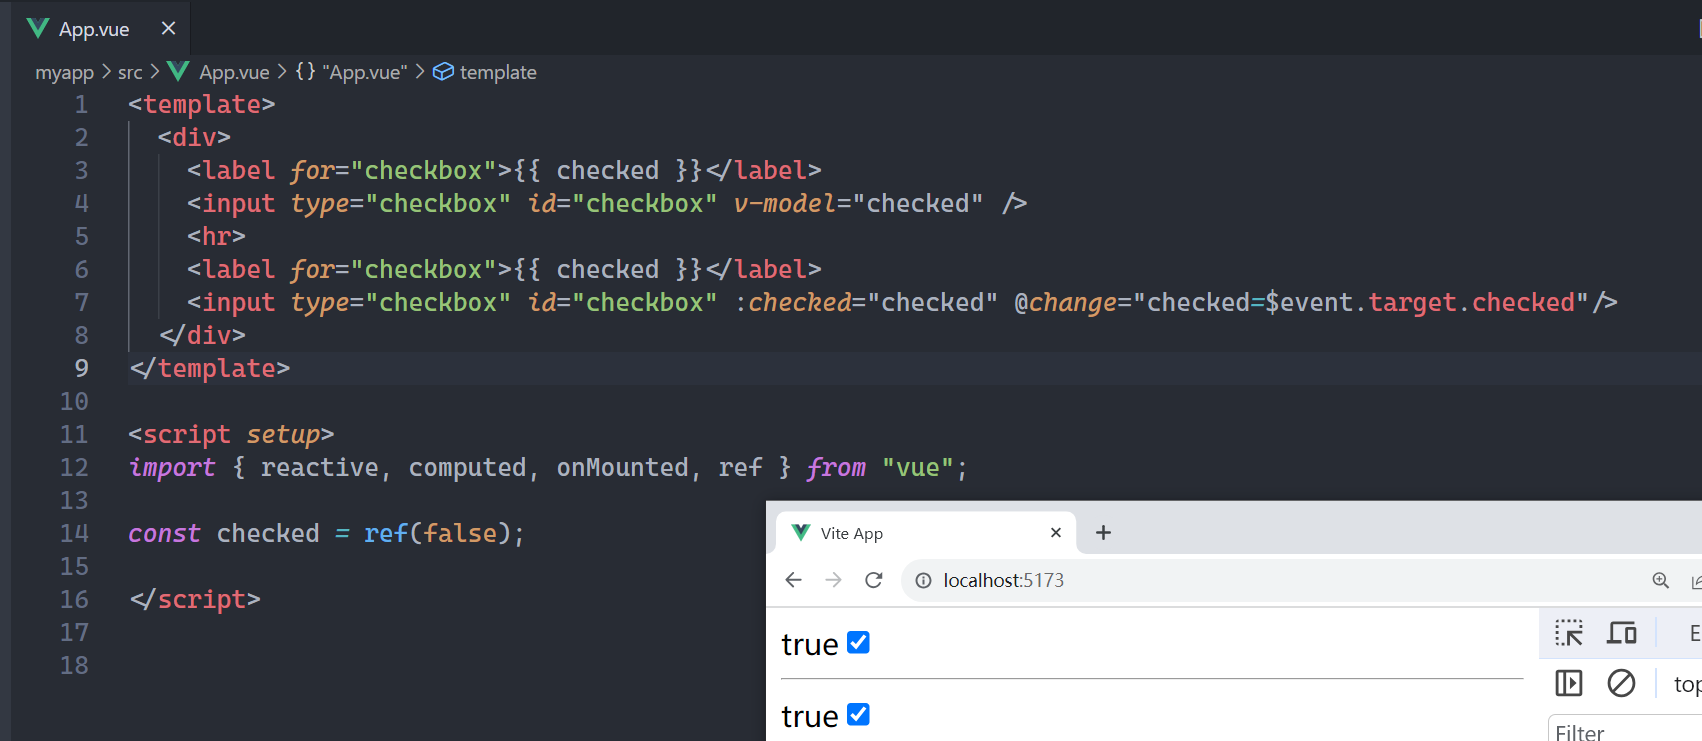 App.vue ×
myapp > src > App.vue > {} "App.vue" > template
1 <template>
2 <div>
3 <label for="checkbox">{{ checked }}</label>
4 <input type="checkbox" id="checkbox" v-model="checked" />
5 <hr>
6 <label for="checkbox">{{ checked }}</label>
7 <input type="checkbox" id="checkbox" :checked="checked" @change="checked=$event.target.checked"/>
8 </div>
9 </template>
10
11 <script setup>
12 import { reactive, computed, onMounted, ref } from "vue";
13
14 const checked = ref(false);
15
16 </script>
17
18
Vite App × +
localhost:5173
true
E
top
true
Filter